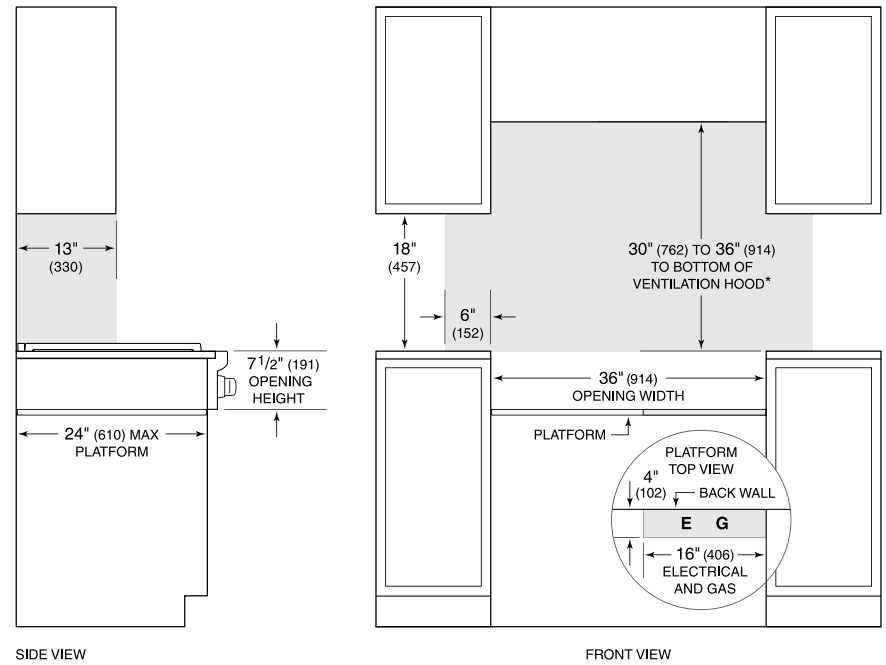 13"
(330)
7 1/2" (191)
OPENING
HEIGHT
24" (610) MAX
PLATFORM
SIDE VIEW
18"
(457)
30" (762) TO 36" (914)
TO BOTTOM OF
VENTILATION HOOD*
6"
(152)
36" (914)
OPENING WIDTH
PLATFORM
PLATFORM
TOP VIEW
4"
(102)
BACK WALL
E G
16" (406)
ELECTRICAL
AND GAS
FRONT VIEW